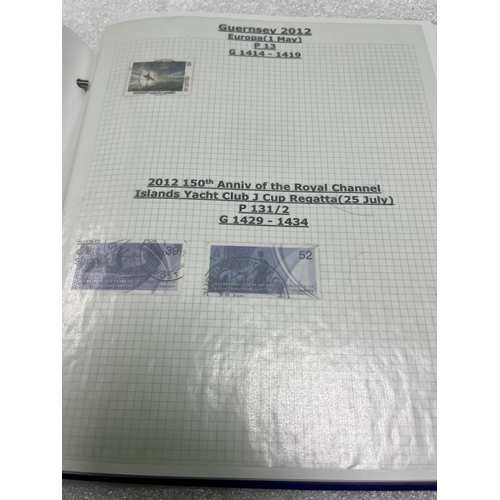 Guernsey 2012
Europa(1 May)
P 13
G 1414 - 1419
2012 150th Anniv of the Royal Channel
Islands Yacht Club J Cup Regatta(25 July)
P 131/2
G 1429 - 1434
39
52